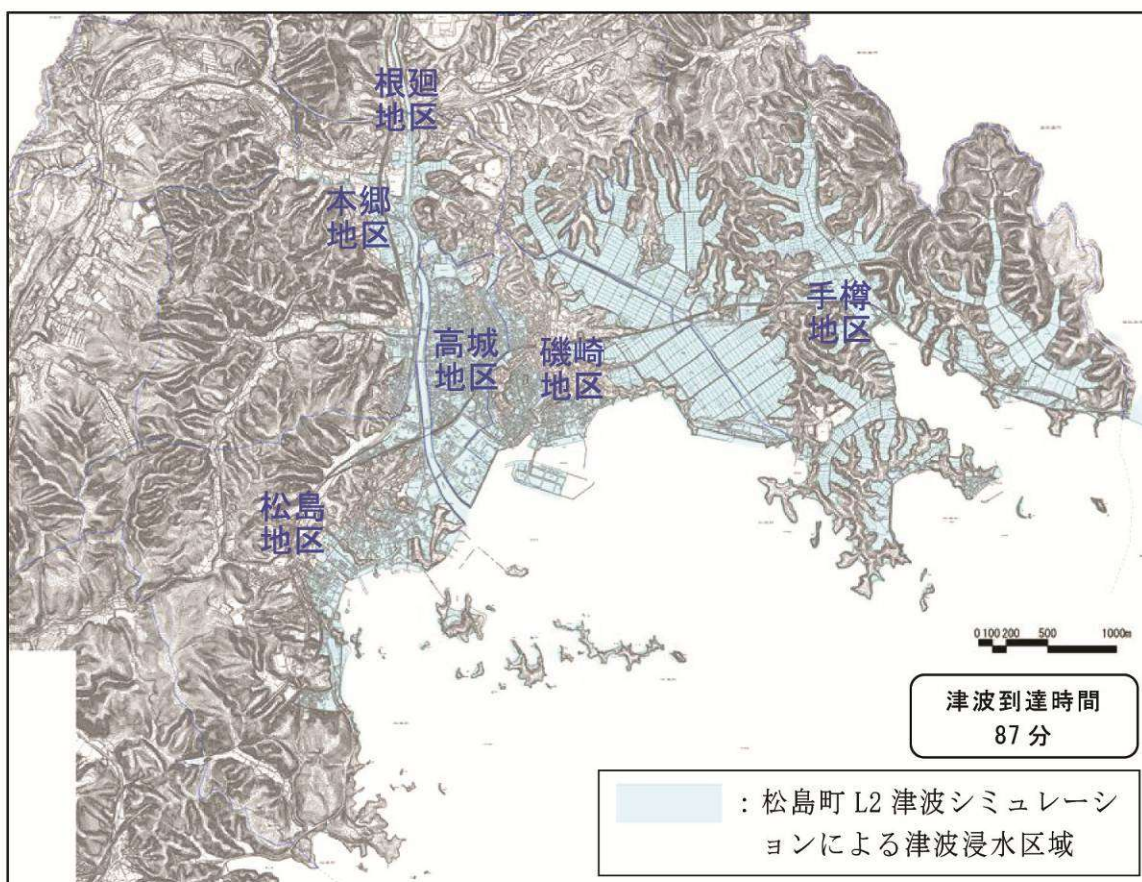 根廻
地区
本郷
地区
手樽
地区
高城
地区
磯崎
地区
松島
地区
0 100 200 500 1000m
津波到達時間
87分
：松島町 L2 津波シミュレーシ
ョンによる津波浸水区域